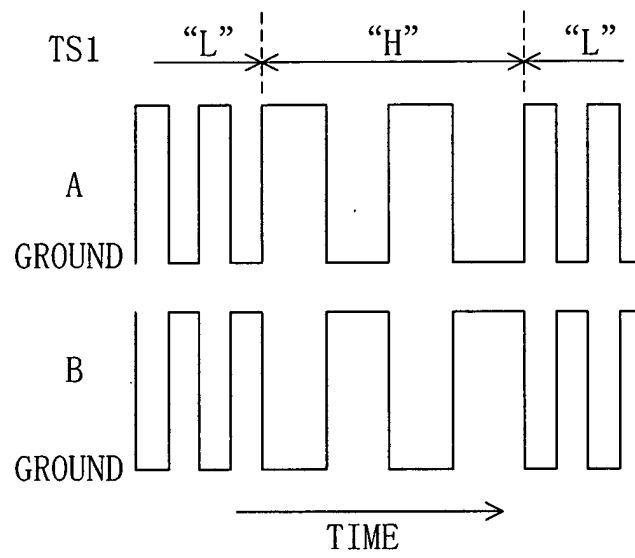 TS1 “L” “H” “L”
A
GROUND
B
GROUND
TIME